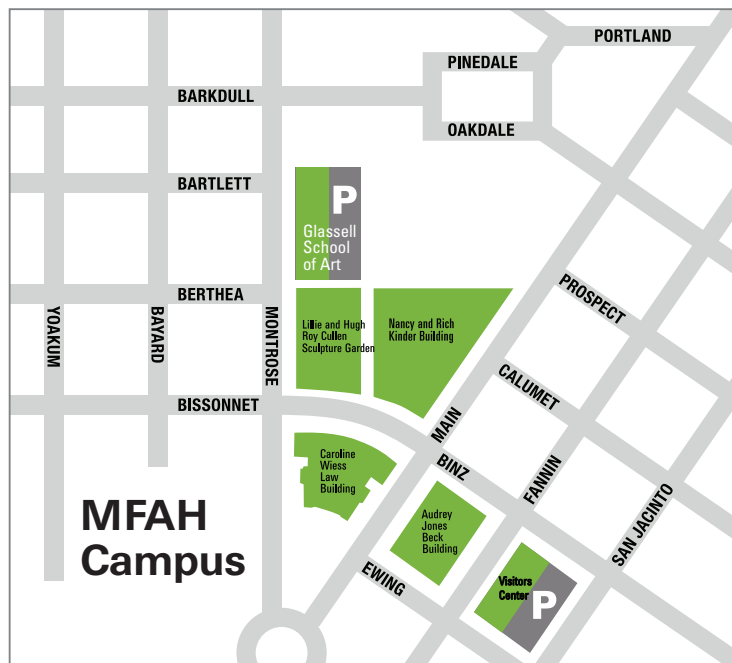 PORTLAND
PINEDALE
BARKDULL
OAKDALE
BARTLETT
P
Glassell
School
of Art
PROSPECT
BERTHEA
YOAKUM
BAYARD
MONTROSE
Lillie and Hugh
Roy Cullen
Sculpture Garden
Nancy and Rich
Kinder Building
CALUMET
BISSONNET
MAIN
BINZ
FANNIN
SAN JACINTO
Caroline
Wiess
Law
Building
MFAH
Campus
Audrey
Jones
Beck
Building
EWING
Visitors
Center
P